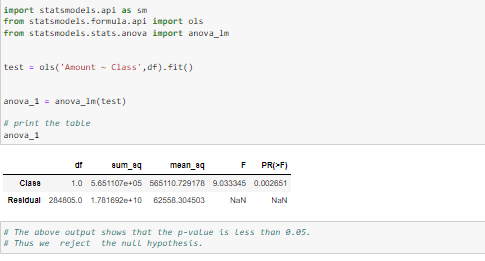 import statsmodels.api as sm
from statsmodels.formula.api import ols
from statsmodels.stats.anova import anova_lm
test = ols('Amount ~ Class',df).fit()
anova_1 = anova_lm(test)
# print the table
anova_1
df sum_sq mean_sq F PR(>F)
Class 1.0 5.651107e+05 565110.729178 9.033345 0.002651
Residual 284805.0 1.781692e+10 62558.304503 NaN NaN
# The above output shows that the p-value is less than 0.05.
# Thus we reject the null hypothesis.